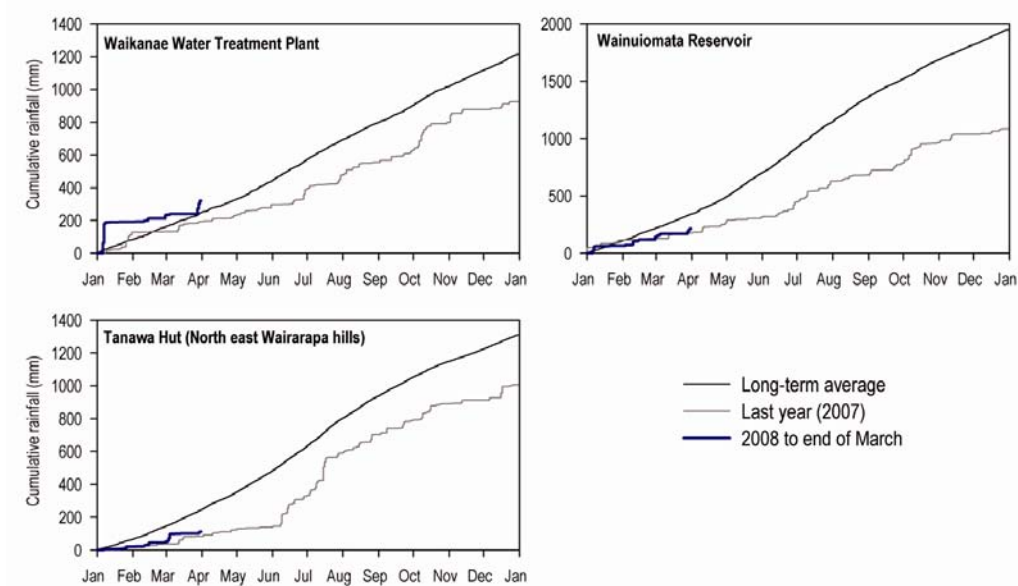 Waikanae Water Treatment Plant
Cumulative rainfall (mm)
1400
1200
1000
800
600
400
200
0
Jan Feb Mar Apr May Jun Jul Aug Sep Oct Nov Dec Jan
Wainuiomata Reservoir
2000
1500
1000
500
0
Jan Feb Mar Apr May Jun Jul Aug Sep Oct Nov Dec Jan
Tanawa Hut (North east Wairarapa hills)
Cumulative rainfall (mm)
1400
1200
1000
800
600
400
200
0
Jan Feb Mar Apr May Jun Jul Aug Sep Oct Nov Dec Jan
Long-term average
Last year (2007)
2008 to end of March